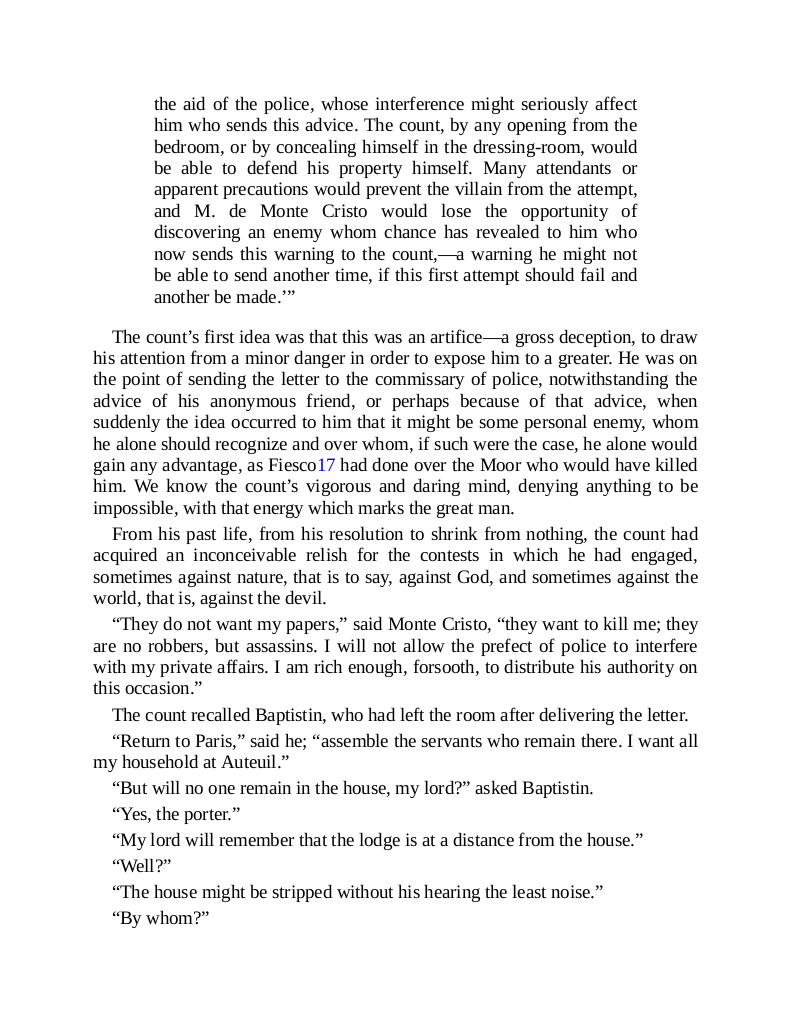 the aid of the police, whose interference might seriously affect
him who sends this advice. The count, by any opening from the
bedroom, or by concealing himself in the dressing-room, would
be able to defend his property himself. Many attendants or
apparent precautions would prevent the villain from the attempt,
and M. de Monte Cristo would lose the opportunity of
discovering an enemy whom chance has revealed to him who
now sends this warning to the count,—a warning he might not
be able to send another time, if this first attempt should fail and
another be made.’”
The count’s first idea was that this was an artifice—a gross deception, to draw
his attention from a minor danger in order to expose him to a greater. He was on
the point of sending the letter to the commissary of police, notwithstanding the
advice of his anonymous friend, or perhaps because of that advice, when
suddenly the idea occurred to him that it might be some personal enemy, whom
he alone should recognize and over whom, if such were the case, he alone would
gain any advantage, as Fiesco17 had done over the Moor who would have killed
him. We know the count’s vigorous and daring mind, denying anything to be
impossible, with that energy which marks the great man.
From his past life, from his resolution to shrink from nothing, the count had
acquired an inconceivable relish for the contests in which he had engaged,
sometimes against nature, that is to say, against God, and sometimes against the
world, that is, against the devil.
“They do not want my papers,” said Monte Cristo, “they want to kill me; they
are no robbers, but assassins. I will not allow the prefect of police to interfere
with my private affairs. I am rich enough, forsooth, to distribute his authority on
this occasion.”
The count recalled Baptistin, who had left the room after delivering the letter.
“Return to Paris,” said he; “assemble the servants who remain there. I want all
my household at Auteuil.”
“But will no one remain in the house, my lord?” asked Baptistin.
“Yes, the porter.”
“My lord will remember that the lodge is at a distance from the house.”
“Well?”
“The house might be stripped without his hearing the least noise.”
“By whom?”